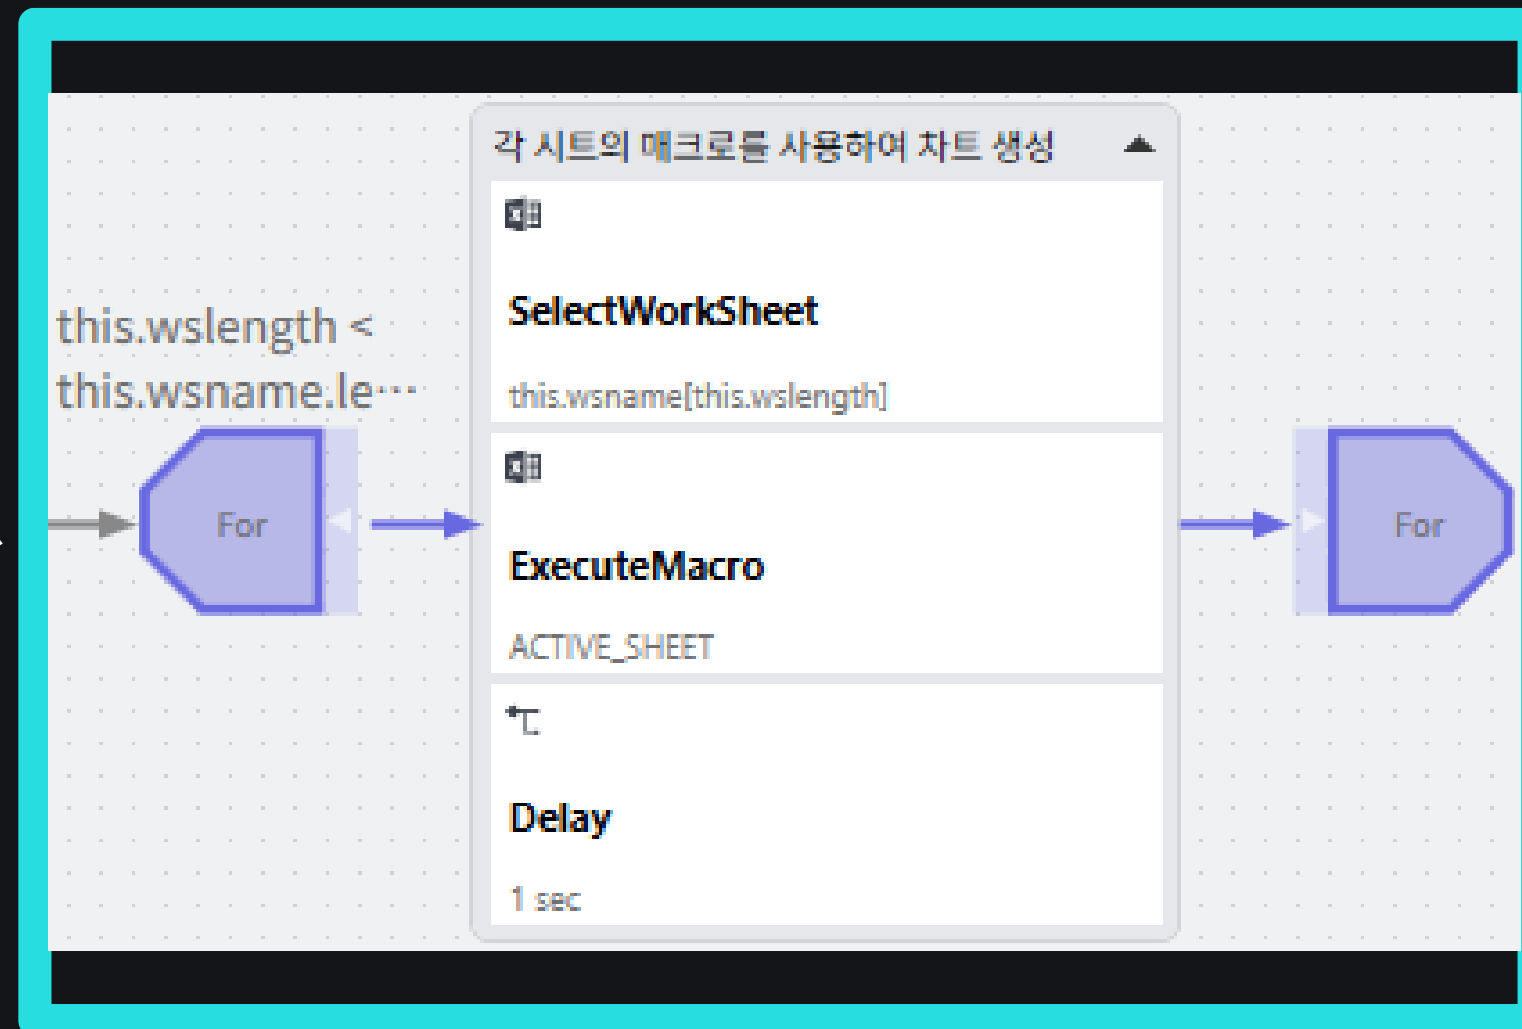 각 시트의 매크로를 사용하여 차트 생성
this.wslength <
this.wsname.le···
For
SelectWorkSheet
this.wsname[this.wslength]
ExecuteMacro
ACTIVE_SHEET
Delay
1 sec
For